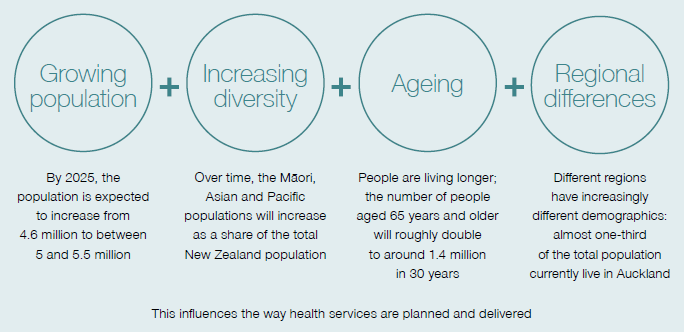 Growing
population
+
Increasing
diversity
+
Ageing
+
Regional
differences
By 2025, the
population is expected
to increase from
4.6 million to between
5 and 5.5 million
Over time, the Māori,
Asian and Pacific
populations will increase
as a share of the total
New Zealand population
People are living longer;
the number of people
aged 65 years and older
will roughly double
to around 1.4 million
in 30 years
Different regions
have increasingly
different demographics:
almost one-third
of the total population
currently live in Auckland
This influences the way health services are planned and delivered